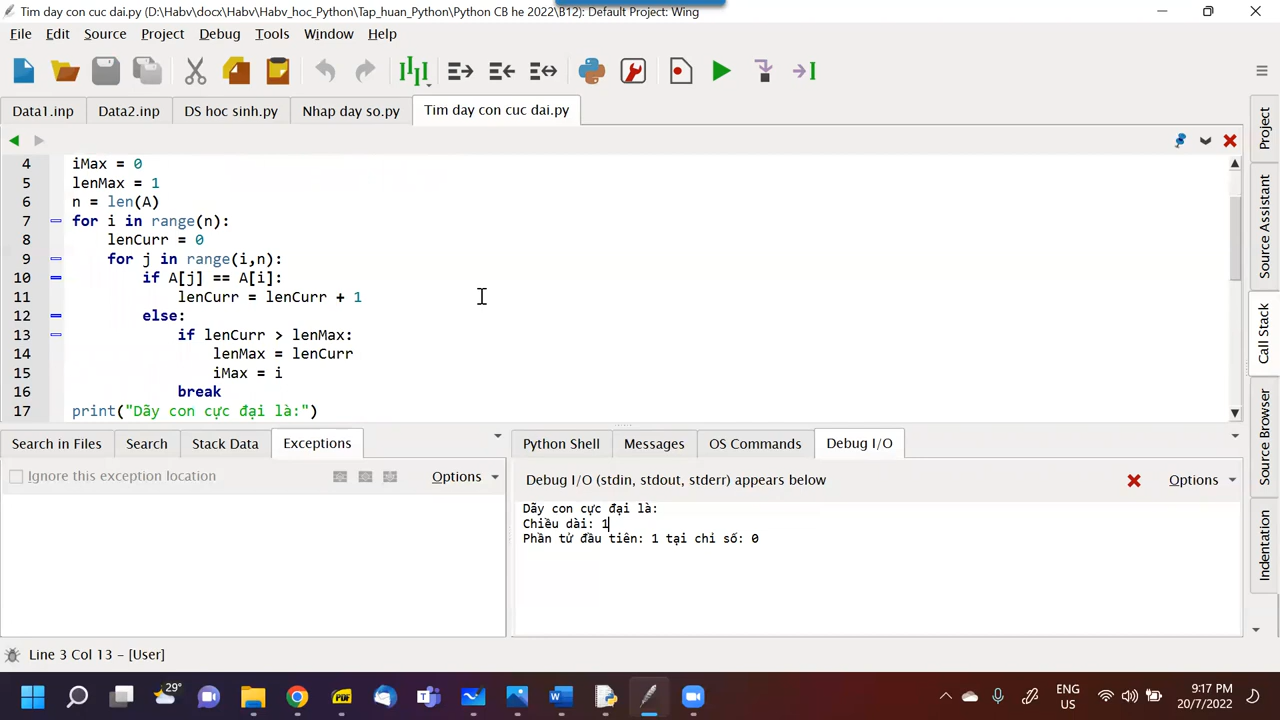 Tim day con cuc dai.py (D:\Habv\docx\Habv\Habv_hoc_Python\Tap_huan_Python\Python CB he 2022\B12): Default Project: Wing
File Edit Source Project Debug Tools Window Help
Data1.inp Data2.inp DS hoc sinh.py Nhap day so.py Tim day con cuc dai.py
4 iMax = 0
5 lenMax = 1
6 n = len(A)
7 for i in range(n):
8 lenCurr = 0
9 for j in range(i,n):
10 if A[j] == A[i]:
11 lenCurr = lenCurr + 1
12 else:
13 if lenCurr > lenMax:
14 lenMax = lenCurr
15 iMax = i
16 break
17 print("Dãy con cực đại là:")
Project
Source Assistant
Call Stack
Source Browser
Indentation
Search in Files Search Stack Data Exceptions
Ignore this exception location Options
Python Shell Messages OS Commands Debug I/O
Debug I/O (stdin, stdout, stderr) appears below Options
Dãy con cực đại là:
Chiều dài: 1
Phần tử đầu tiên: 1 tại chỉ số: 0
Line 3 Col 13 – [User]
29°
PDF
ENG
US
9:17 PM
20/7/2022